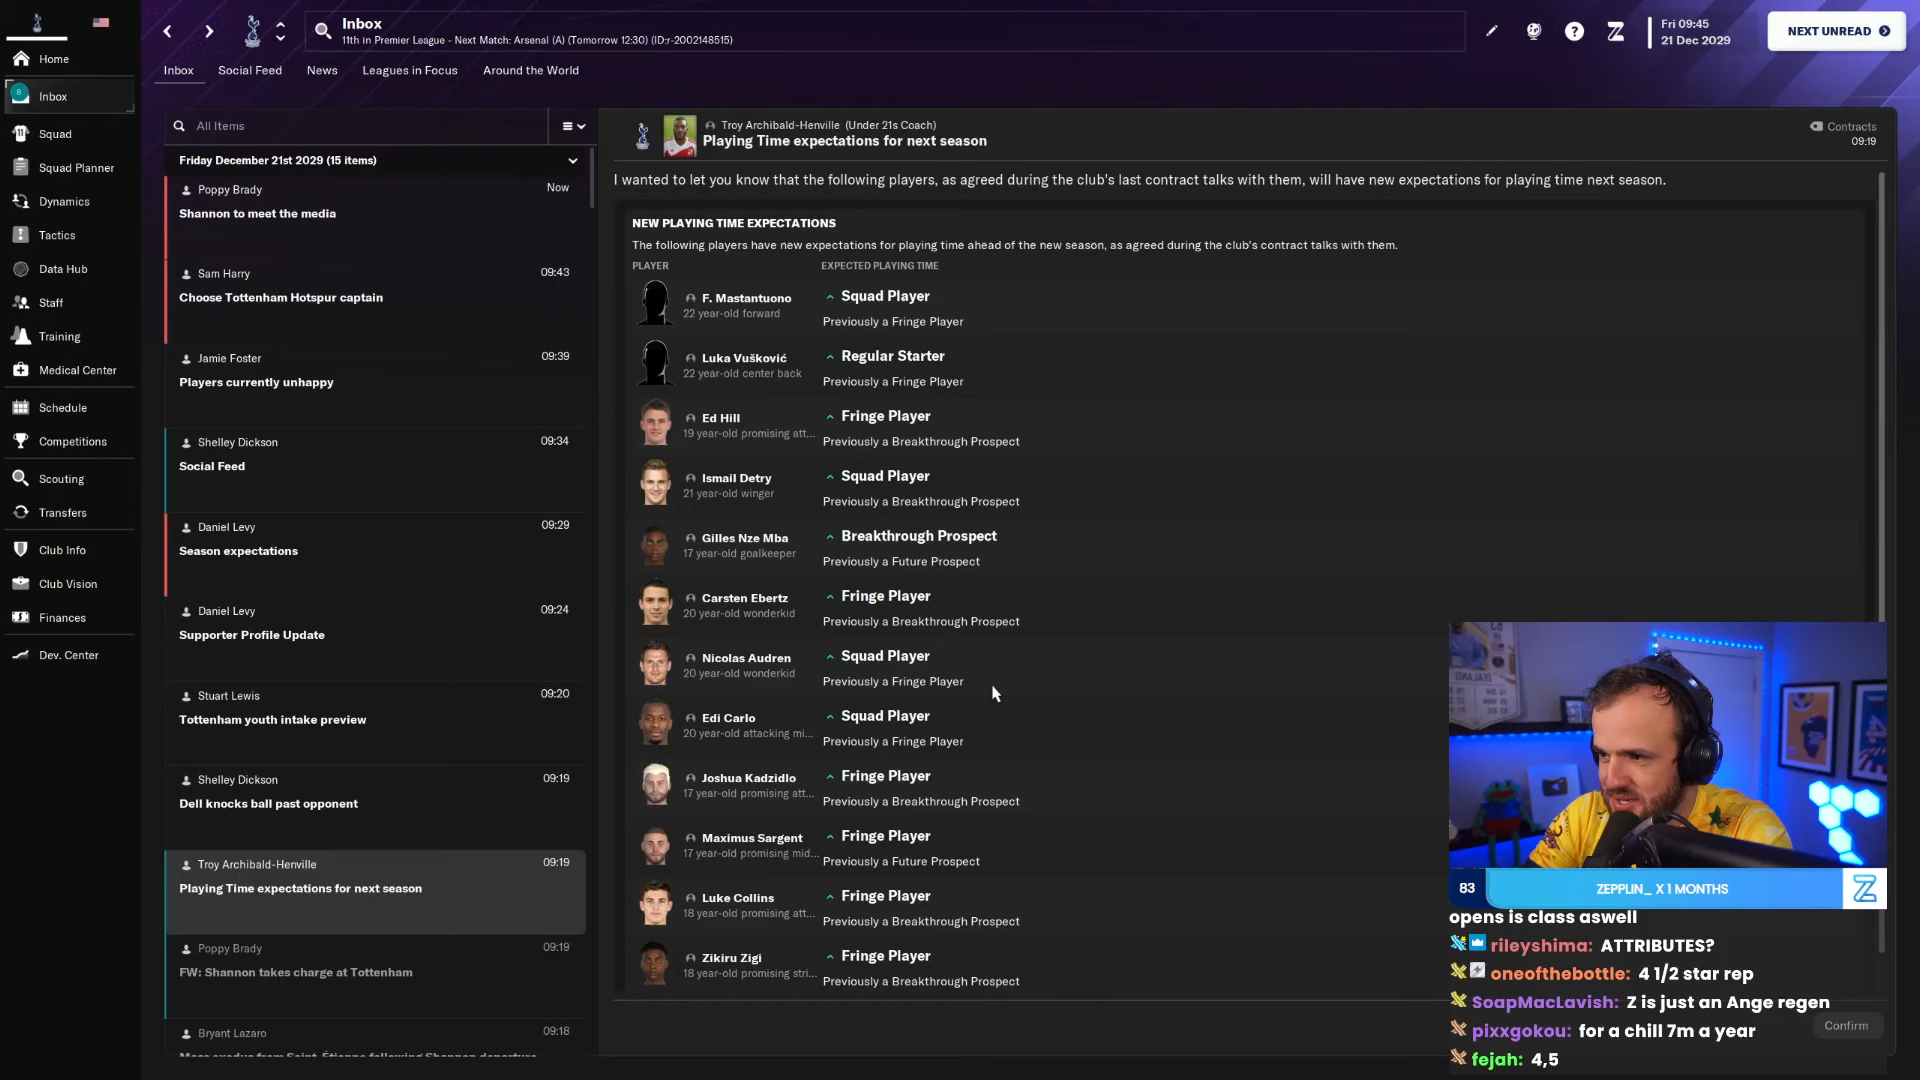 Home
Inbox
8
Squad
Squad Planner
Dynamics
Tactics
Data Hub
Staff
Training
Medical Center
Schedule
Competitions
Scouting
Transfers
Club Info
Club Vision
Finances
Dev. Center
Inbox
11th in Premier League - Next Match: Arsenal (A) (Tomorrow 12:30) (ID:r-2002148515)
Fri 09:45
21 Dec 2029
NEXT UNREAD
Inbox
Social Feed
News
Leagues in Focus
Around the World
All Items
Friday December 21st 2029 (15 items)
Poppy Brady
Now
Shannon to meet the media
Sam Harry
09:43
Choose Tottenham Hotspur captain
Jamie Foster
09:39
Players currently unhappy
Shelley Dickson
09:34
Social Feed
Daniel Levy
09:29
Season expectations
Daniel Levy
09:24
Supporter Profile Update
Stuart Lewis
09:20
Tottenham youth intake preview
Shelley Dickson
09:19
Dell knocks ball past opponent
Troy Archibald-Henville
09:19
Playing Time expectations for next season
Poppy Brady
09:19
FW: Shannon takes charge at Tottenham
Bryant Lazaro
09:18
Mass exodus from Saint-Étienne following Shannon departure
Troy Archibald-Henville (Under 21s Coach)
Playing Time expectations for next season
Contracts
09:19
I wanted to let you know that the following players, as agreed during the club's last contract talks with them, will have new expectations for playing time next season.
NEW PLAYING TIME EXPECTATIONS
The following players have new expectations for playing time ahead of the new season, as agreed during the club's contract talks with them.
PLAYER
EXPECTED PLAYING TIME
F. Mastantuono
22 year-old forward
Squad Player
Previously a Fringe Player
Luka Vušković
22 year-old center back
Regular Starter
Previously a Fringe Player
Ed Hill
19 year-old promising att...
Fringe Player
Previously a Breakthrough Prospect
Ismail Detry
21 year-old winger
Squad Player
Previously a Breakthrough Prospect
Gilles Nze Mba
17 year-old goalkeeper
Breakthrough Prospect
Previously a Future Prospect
Carsten Ebertz
20 year-old wonderkid
Fringe Player
Previously a Breakthrough Prospect
Nicolas Audren
20 year-old wonderkid
Squad Player
Previously a Fringe Player
Edi Carlo
20 year-old attacking mi...
Squad Player
Previously a Fringe Player
Joshua Kadzidlo
17 year-old promising att...
Fringe Player
Previously a Breakthrough Prospect
Maximus Sargent
17 year-old promising mid...
Fringe Player
Previously a Future Prospect
Luke Collins
18 year-old promising att...
Fringe Player
Previously a Breakthrough Prospect
Zikiru Zigi
18 year-old promising stri...
Fringe Player
Previously a Breakthrough Prospect
83
ZEPPLIN_ X 1 MONTHS
opens is class aswell
rileyshima: ATTRIBUTES?
oneofthebottle: 4 1/2 star rep
SoapMacLavish: Z is just an Ange regen
pixxgokou: for a chill 7m a year
fejah: 4,5
Confirm